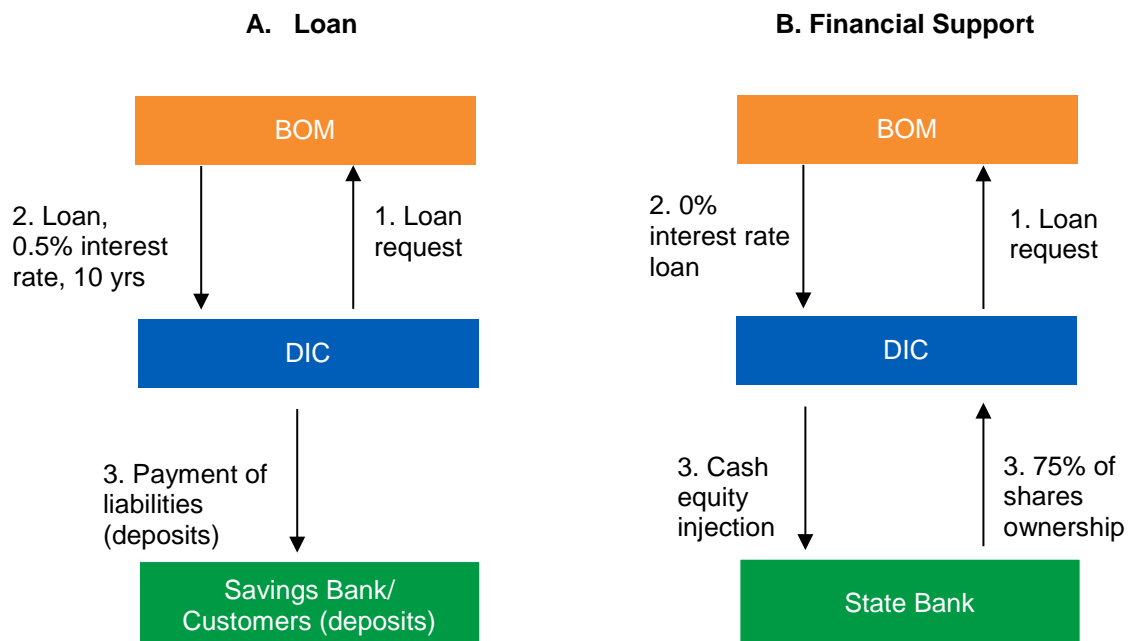 A. Loan
BOM
2. Loan,
0.5% interest
rate, 10 yrs
1. Loan
request
DIC
3. Payment of
liabilities
(deposits)
Savings Bank/
Customers (deposits)
B. Financial Support
BOM
2. 0%
interest rate
loan
1. Loan
request
DIC
3. Cash
equity
injection
3. 75% of
shares
ownership
State Bank